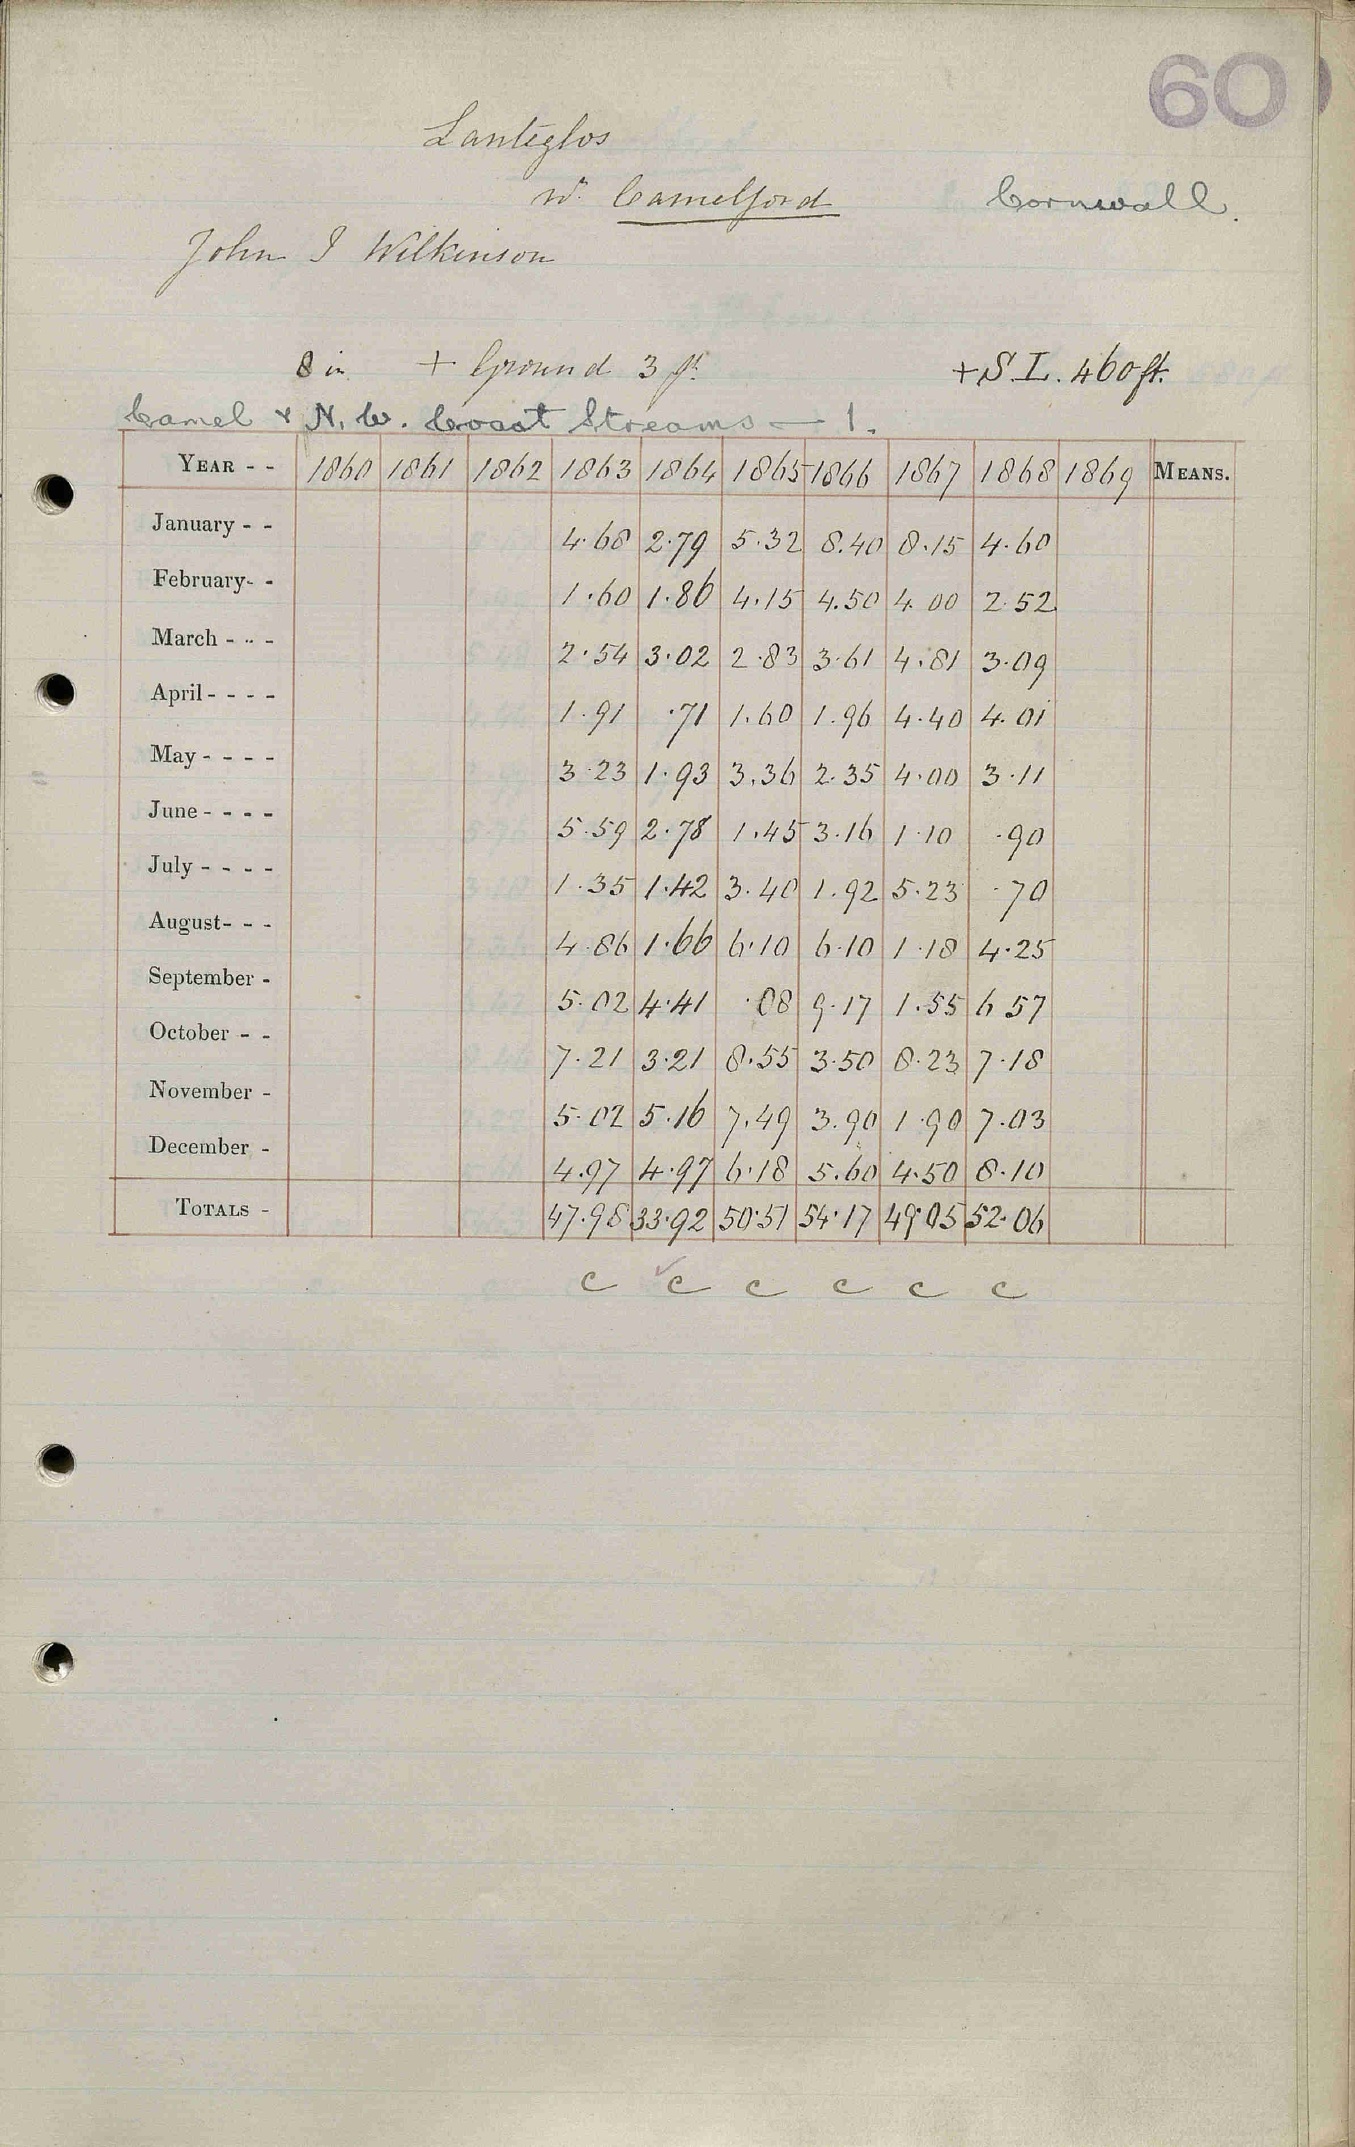 60
Lanteglos
nr. Camelford Cornwall.
John J Wilkinson
8 in + Ground 3 ft + S.L. 460 ft.
Camel & N.W. Coast Streams — 1.
YEAR - - 1860 1861 1862 1863 1864 1865 1866 1867 1868 1869 MEANS.
January - - 4.68 2.79 5.32 8.40 8.15 4.60
February - - 1.60 1.86 4.15 4.50 4.00 2.52
March - - - 2.54 3.02 2.83 3.61 4.81 3.09
April - - - - 1.91 .71 1.60 1.96 4.40 4.01
May - - - - 3.23 1.93 3.36 2.35 4.00 3.11
June - - - - 5.59 2.78 1.45 3.16 1.10 .90
July - - - - 1.35 1.42 3.40 1.92 5.23 .70
August - - - 4.86 1.66 6.10 6.10 1.18 4.25
September - 5.02 4.41 .08 9.17 1.55 6.57
October - - 7.21 3.21 8.55 3.50 8.23 7.18
November - 5.02 5.16 7.49 3.90 1.90 7.03
December - 4.97 4.97 6.18 5.60 4.50 8.10
TOTALS - 47.98 33.92 50.51 54.17 49.05 52.06
c c c c c c